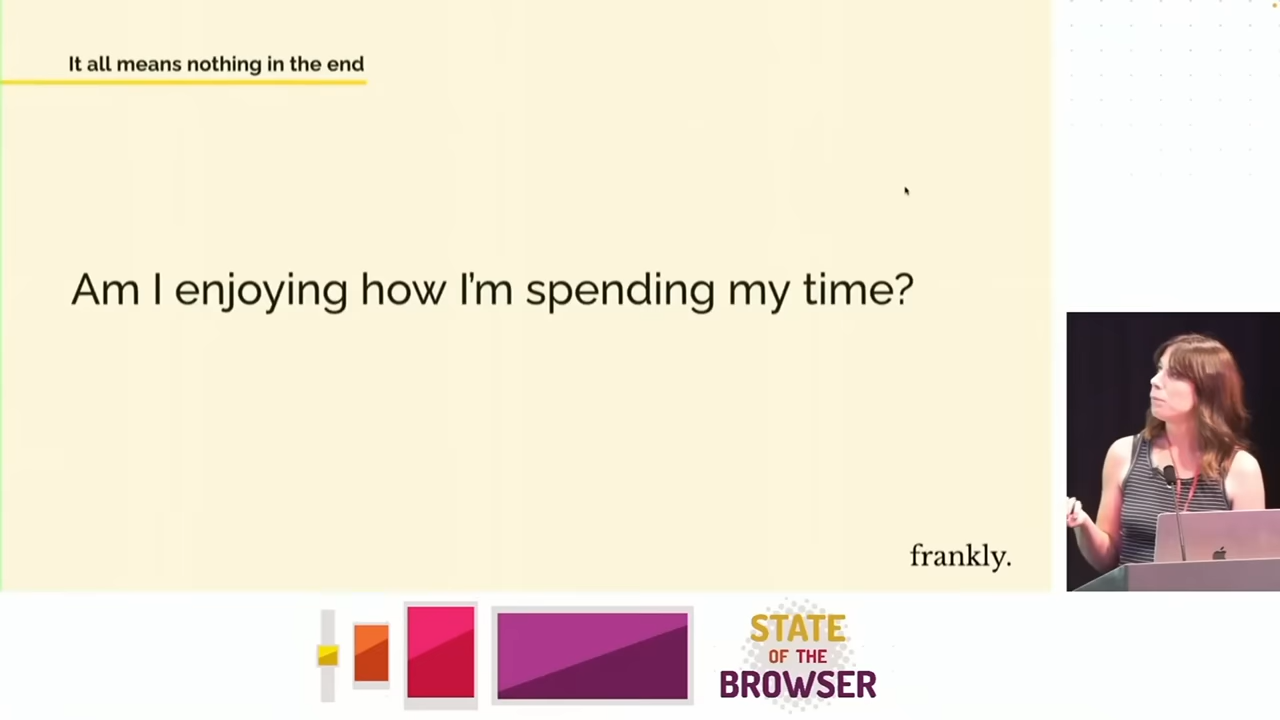 It all means nothing in the end
Am I enjoying how I'm spending my time?
frankly.
STATE
OF THE
BROWSER